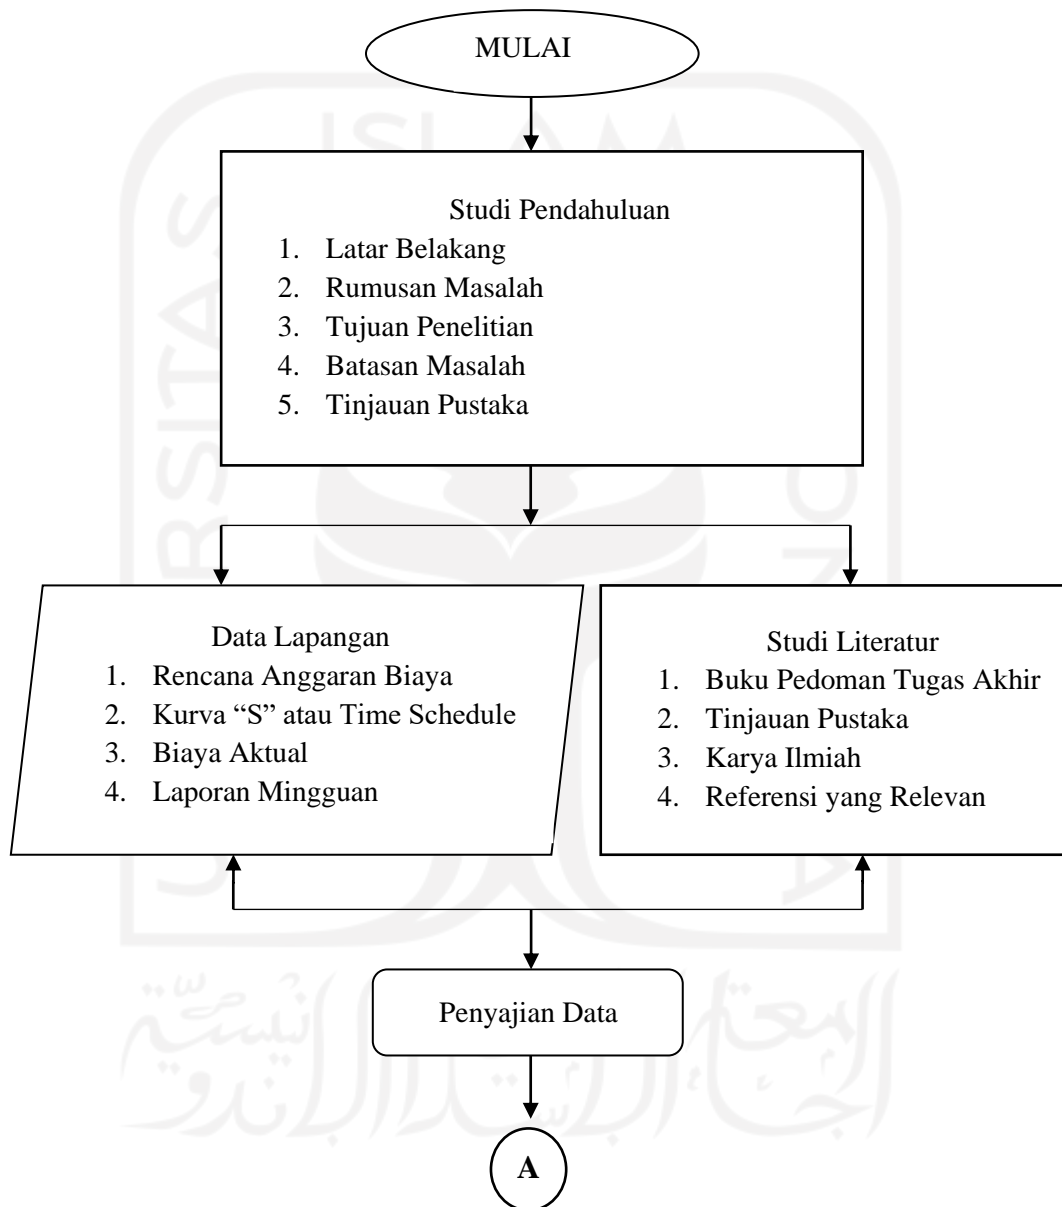 MULAI
Studi Pendahuluan
1. Latar Belakang
2. Rumusan Masalah
3. Tujuan Penelitian
4. Batasan Masalah
5. Tinjauan Pustaka
Data Lapangan
1. Rencana Anggaran Biaya
2. Kurva “S” atau Time Schedule
3. Biaya Aktual
4. Laporan Mingguan
Studi Literatur
1. Buku Pedoman Tugas Akhir
2. Tinjauan Pustaka
3. Karya Ilmiah
4. Referensi yang Relevan
Penyajian Data
A